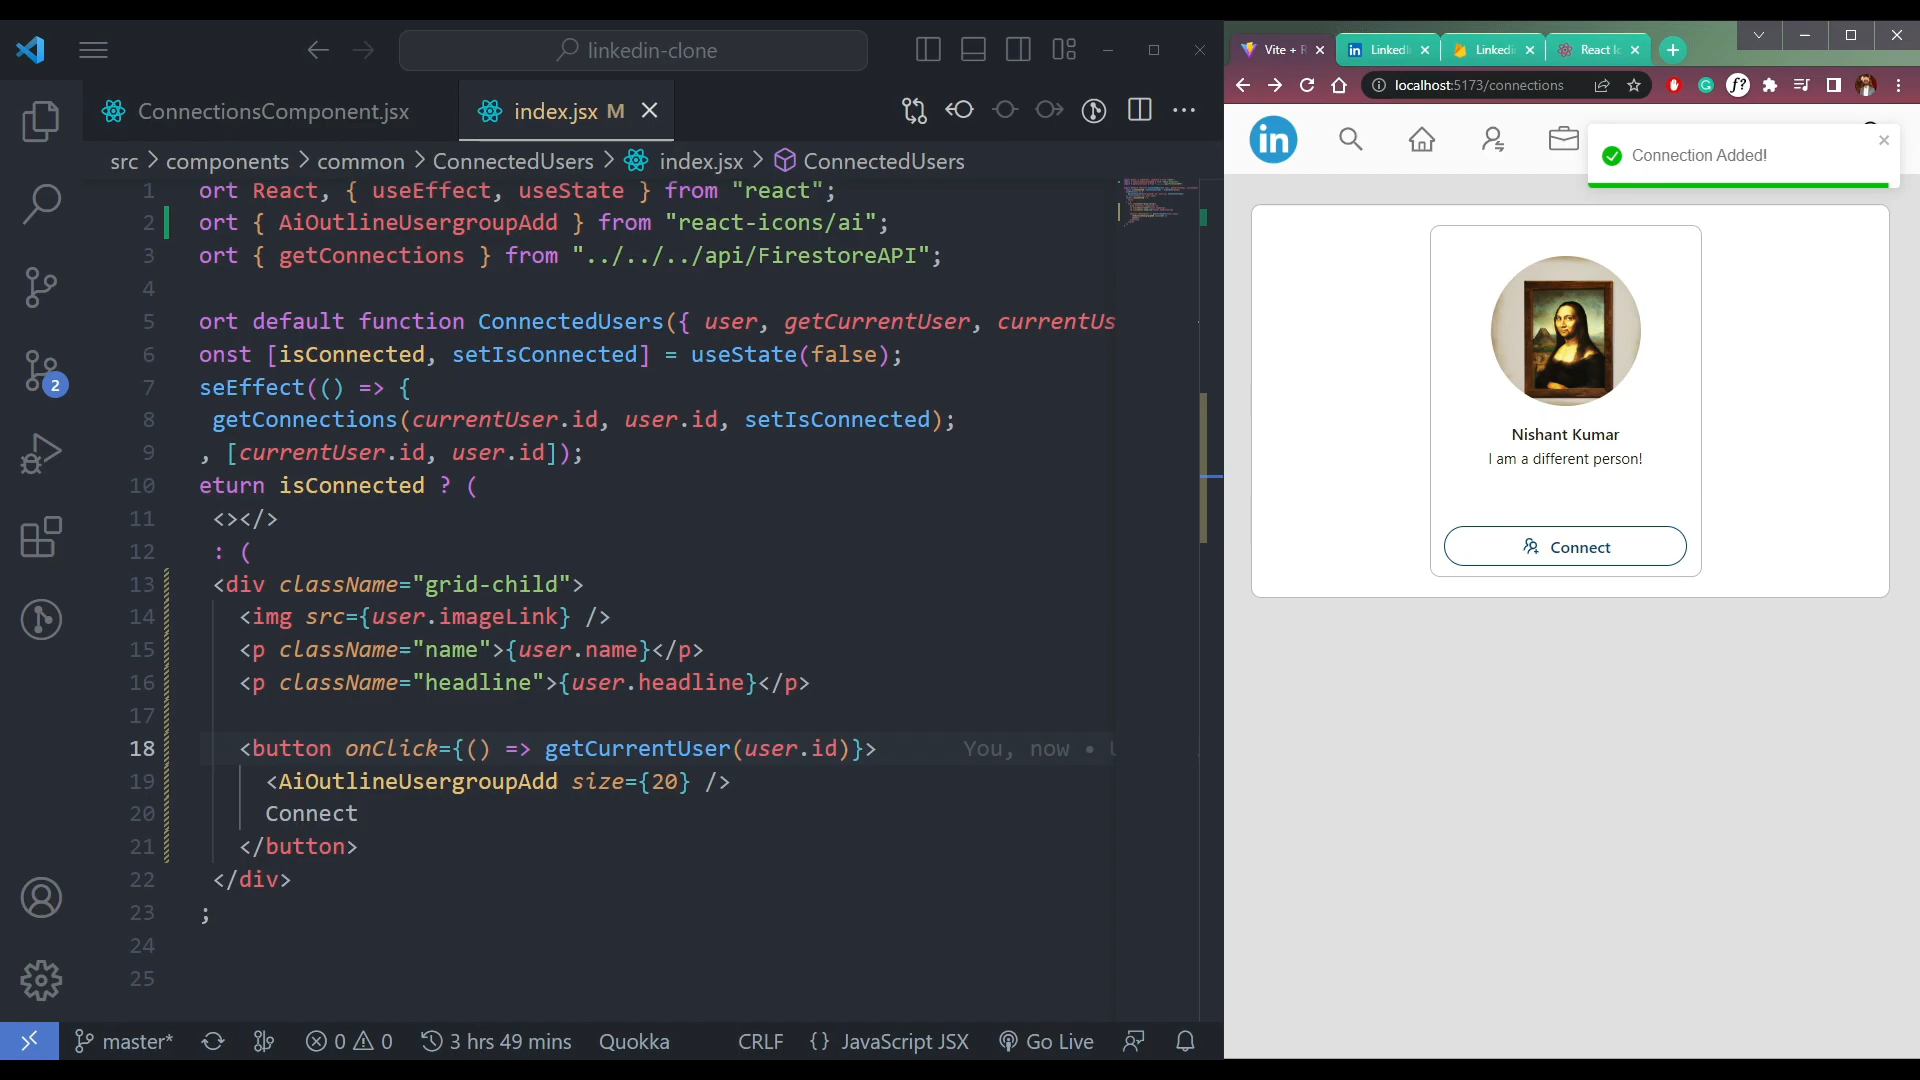 linkedin-clone
ConnectionsComponent.jsx
index.jsx M
src > components > common > ConnectedUsers > index.jsx > ConnectedUsers
1 ort React, { useEffect, useState } from "react";
2 ort { AiOutlineUsergroupAdd } from "react-icons/ai";
3 ort { getConnections } from "../../../api/FirestoreAPI";
4
5 ort default function ConnectedUsers({ user, getCurrentUser, currentUs
6 onst [isConnected, setIsConnected] = useState(false);
7 seEffect(() => {
8 getConnections(currentUser.id, user.id, setIsConnected);
9 , [currentUser.id, user.id]);
10 eturn isConnected ? (
11 <></>
12 : (
13 <div className="grid-child">
14 <img src={user.imageLink} />
15 <p className="name">{user.name}</p>
16 <p className="headline">{user.headline}</p>
17
18 <button onClick={() => getCurrentUser(user.id)}> You, now •
19 <AiOutlineUsergroupAdd size={20} />
20 Connect
21 </button>
22 </div>
23 ;
24
25
2
master*
0 0
3 hrs 49 mins
Quokka
CRLF
{} JavaScript JSX
Go Live
Vite + R
LinkedI
Linkedi
React Ic
localhost:5173/connections
f?
in
Connection Added!
Nishant Kumar
I am a different person!
Connect